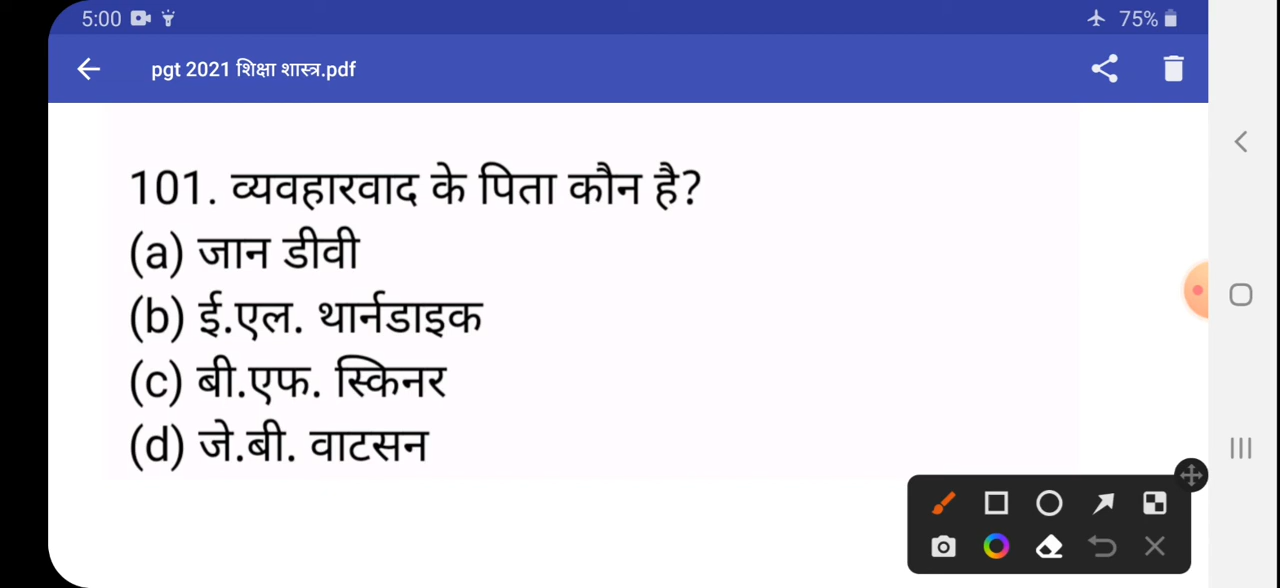 5:00 75%
pgt 2021 शिक्षा शास्त्र.pdf
101. व्यवहारवाद के पिता कौन है?
(a) जान डीवी
(b) ई.एल. थार्नडाइक
(c) बी.एफ. स्किनर
(d) जे.बी. वाटसन